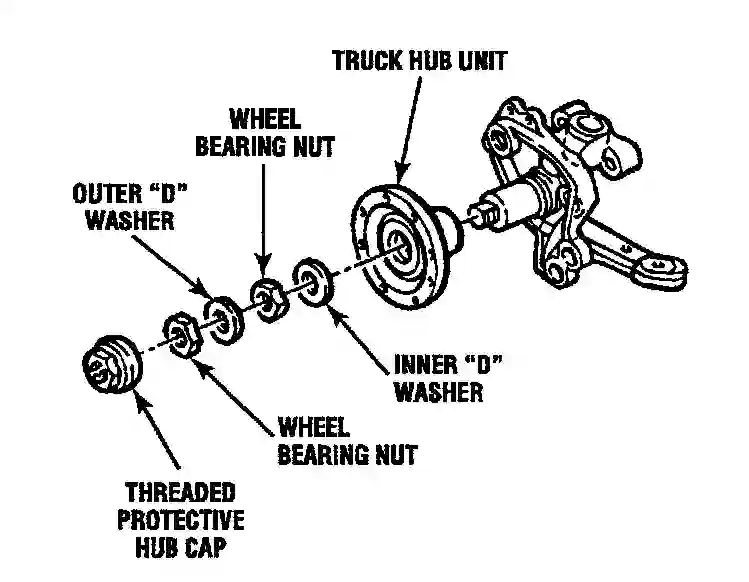 TRUCK HUB UNIT
WHEEL
BEARING NUT
OUTER “D”
WASHER
INNER “D”
WASHER
WHEEL
BEARING NUT
THREADED
PROTECTIVE
HUB CAP